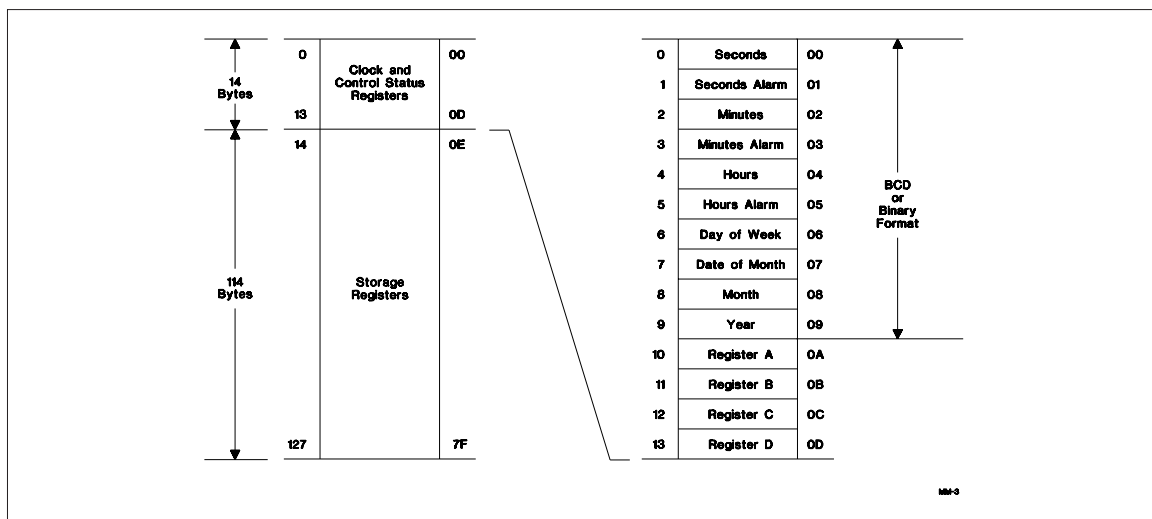 0 00
Clock and
Control Status
Registers
14
Bytes
13 0D
14 0E
114
Bytes
Storage
Registers
127 7F
0 Seconds 00
1 Seconds Alarm 01
2 Minutes 02
3 Minutes Alarm 03
4 Hours 04
5 Hours Alarm 05
6 Day of Week 06
7 Date of Month 07
8 Month 08
9 Year 09
10 Register A 0A
11 Register B 0B
12 Register C 0C
13 Register D 0D
BCD
or
Binary
Format
MM-3